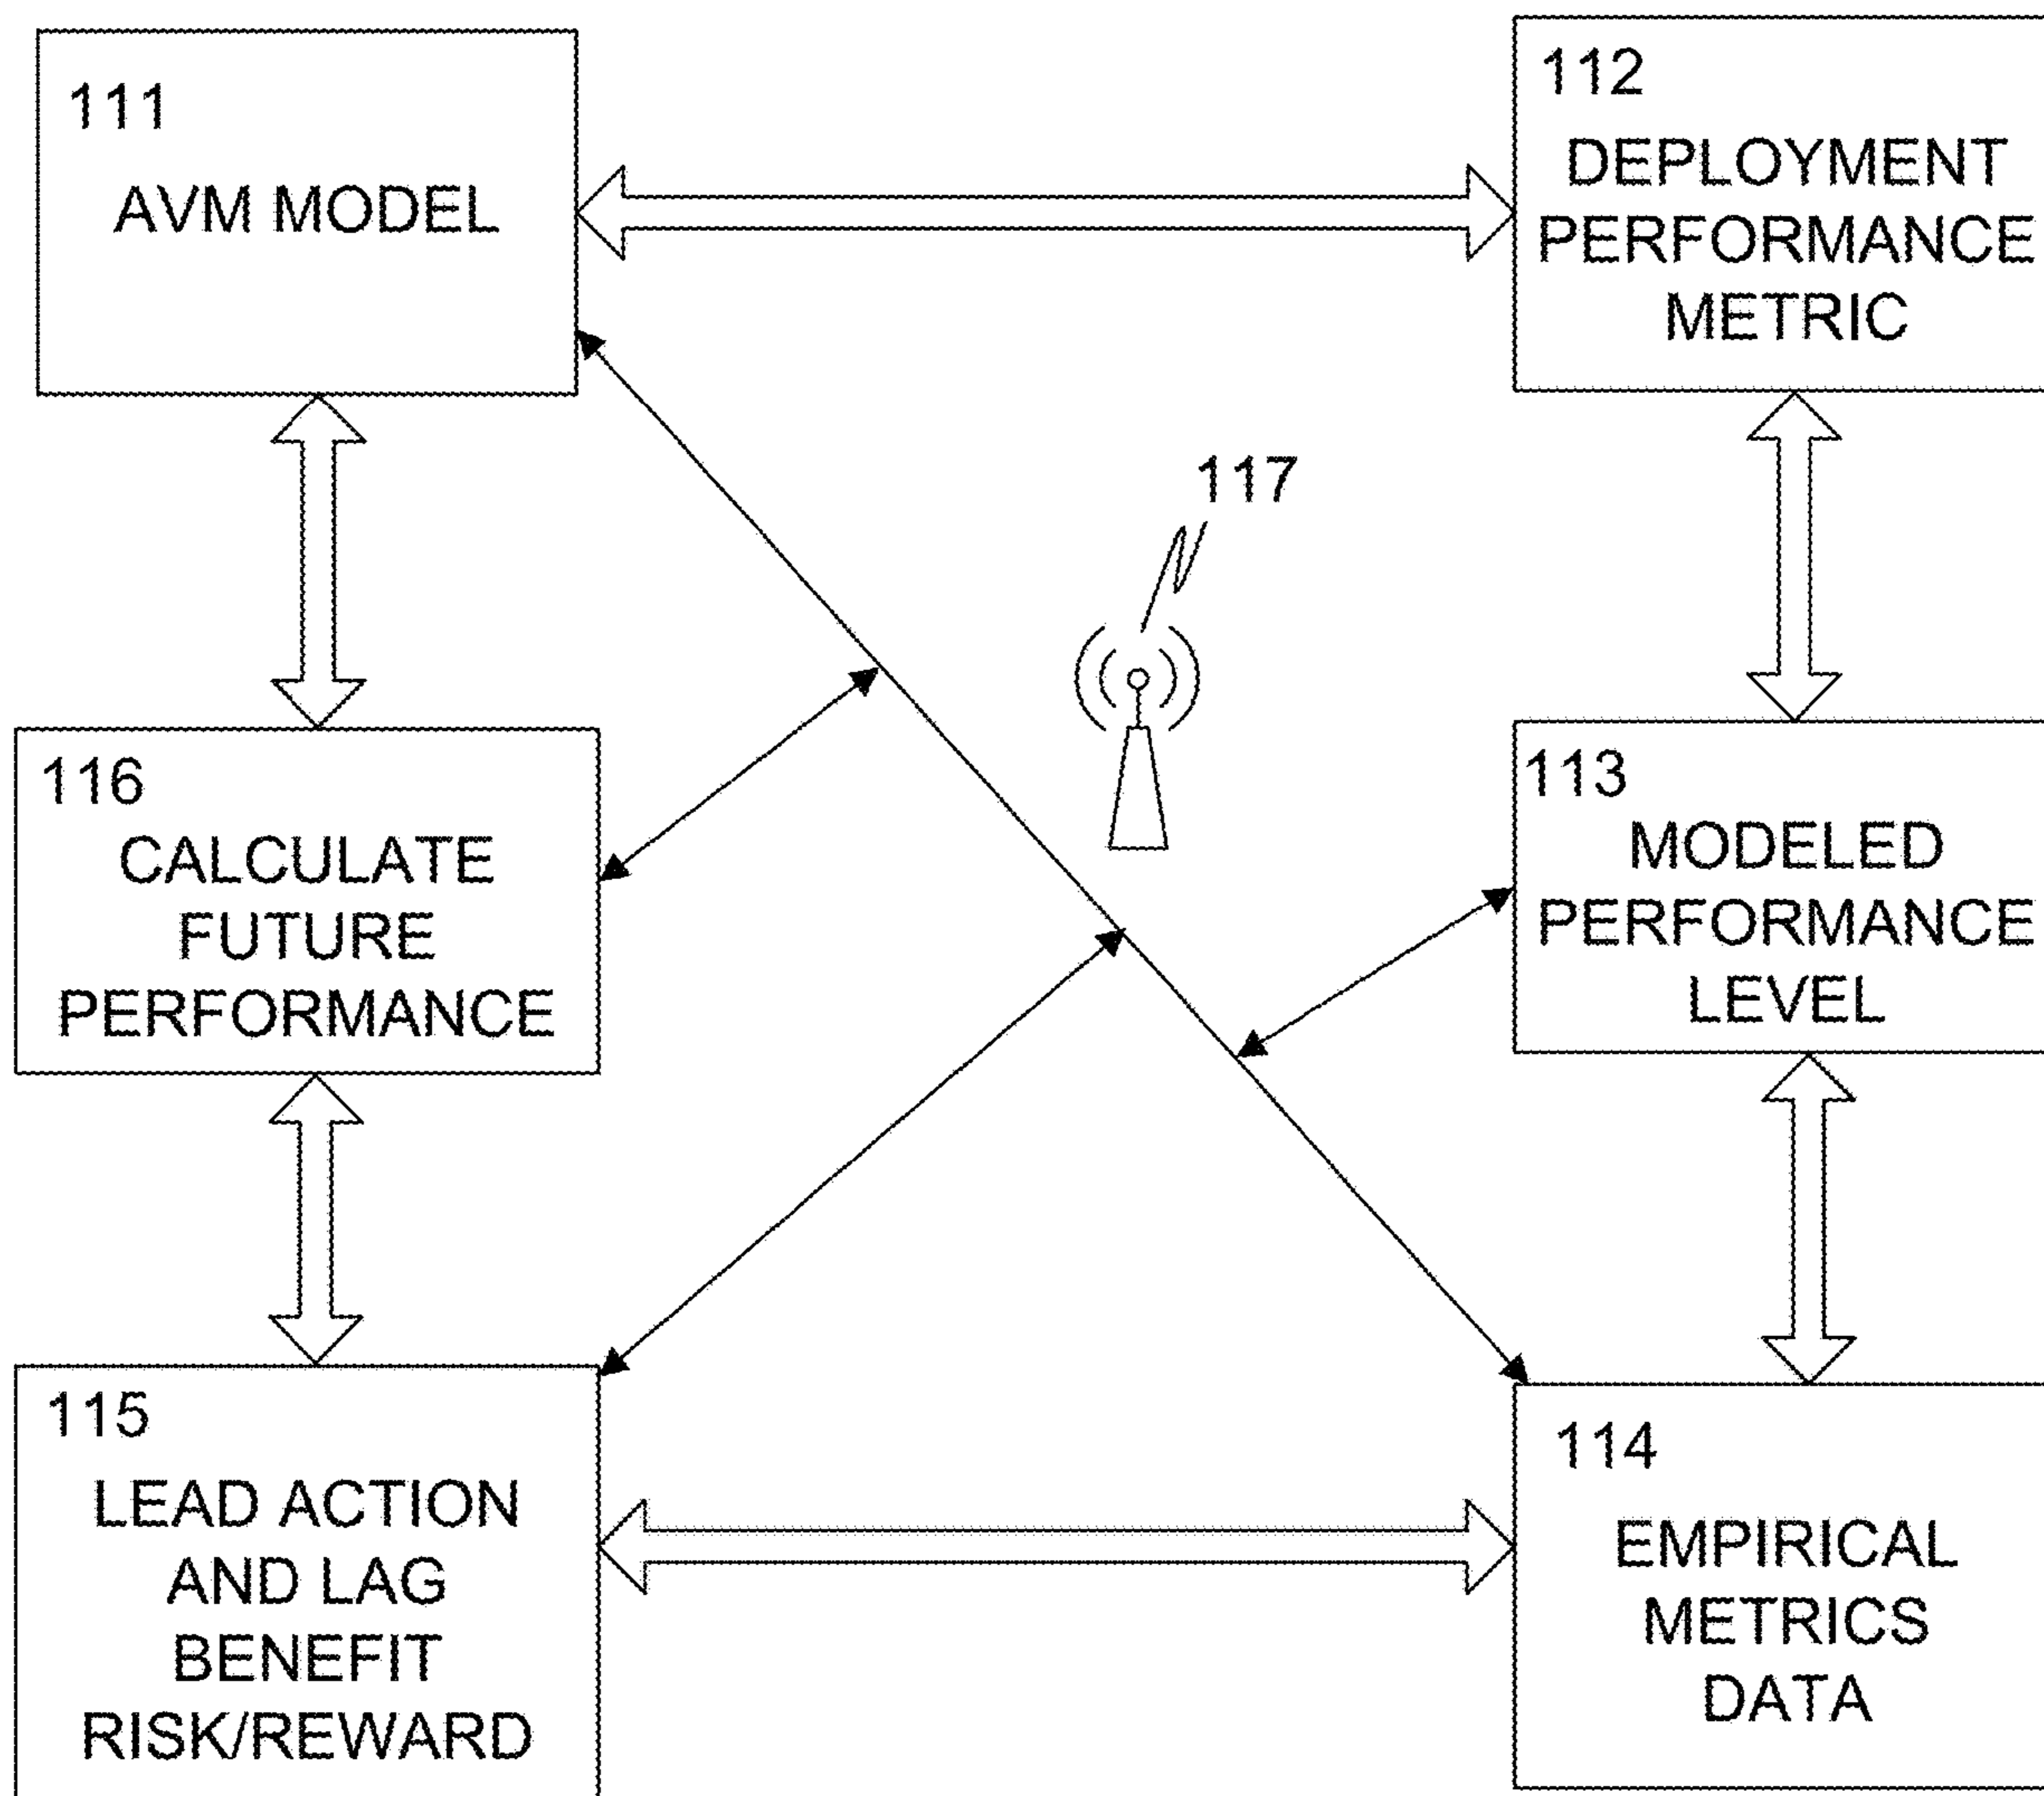 111
AVM MODEL
112
DEPLOYMENT
PERFORMANCE
METRIC
117
116
CALCULATE
FUTURE
PERFORMANCE
113
MODELED
PERFORMANCE
LEVEL
115
LEAD ACTION
AND LAG
BENEFIT
RISK/REWARD
114
EMPIRICAL
METRICS
DATA